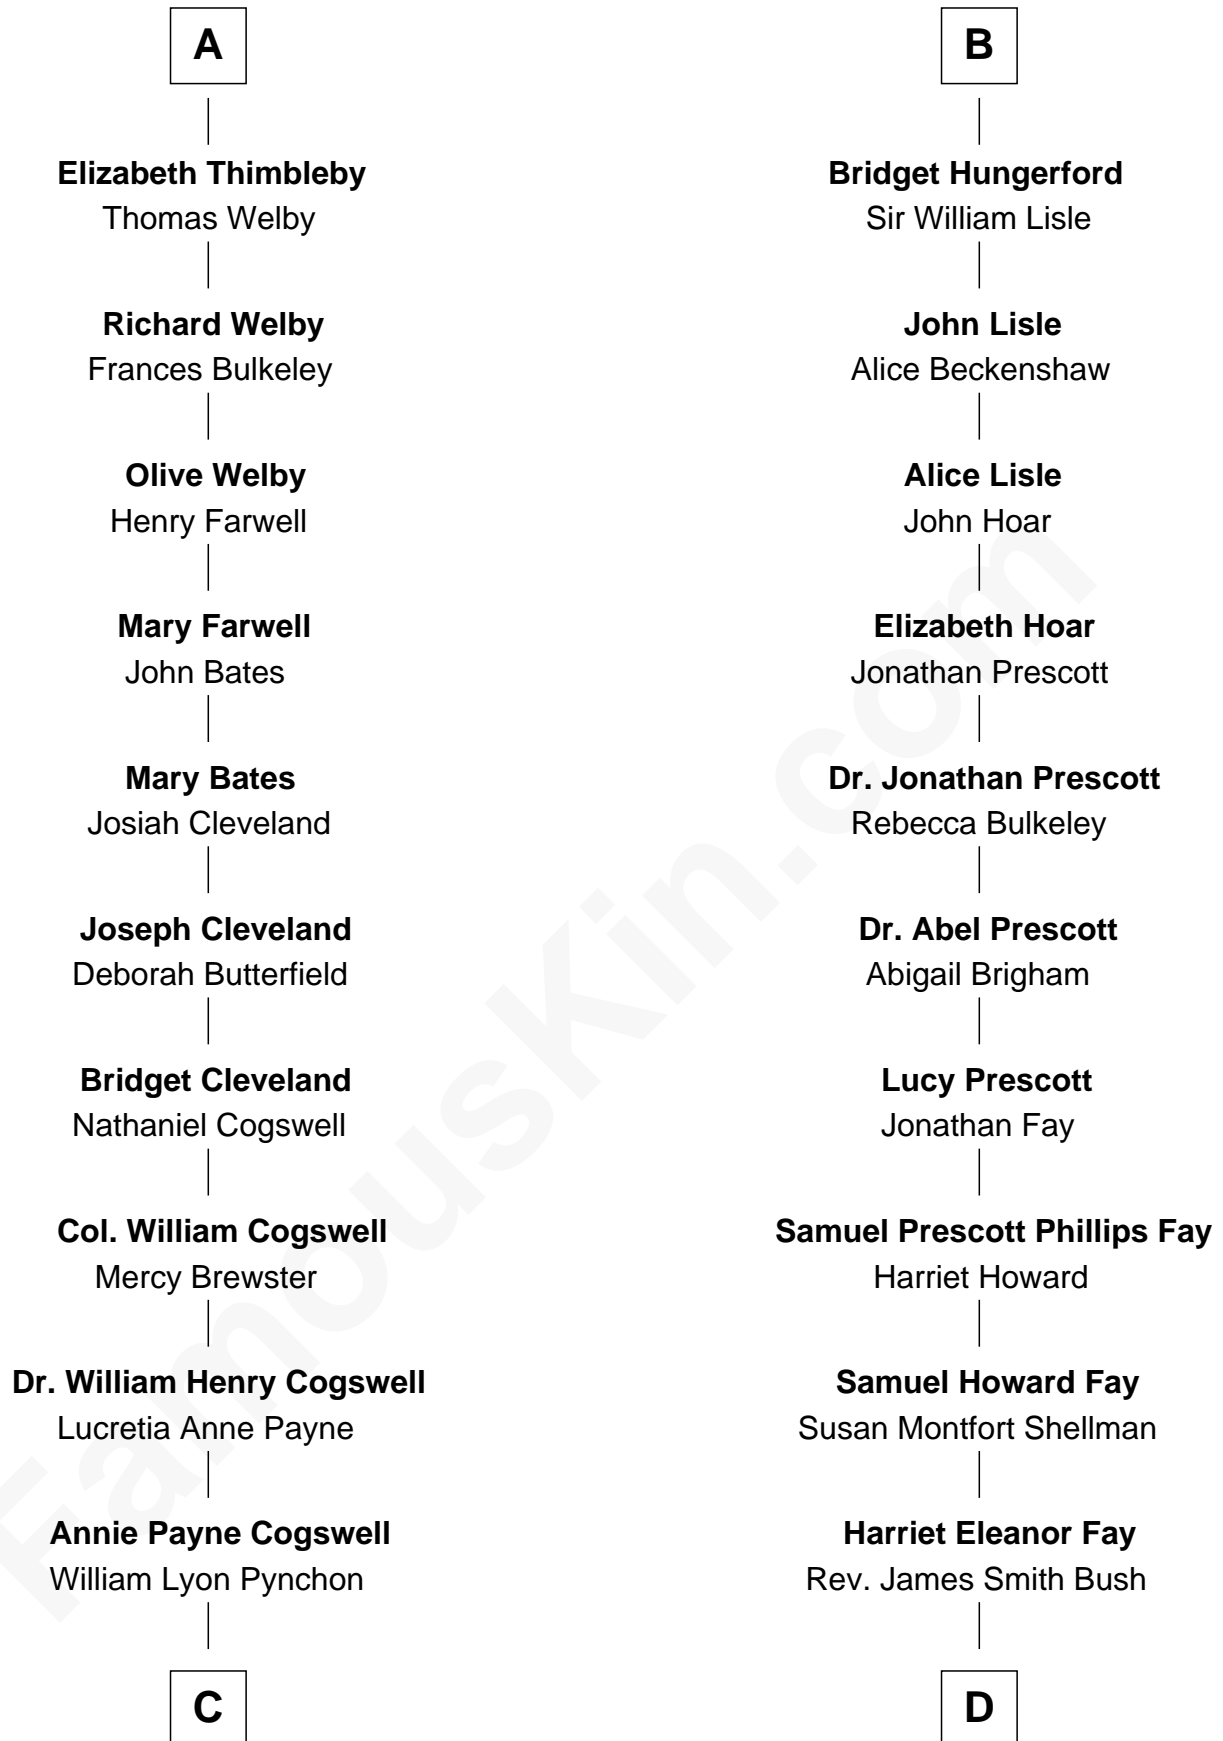 A
Elizabeth Thimbleby
Thomas Welby
Richard Welby
Frances Bulkeley
Olive Welby
Henry Farwell
Mary Farwell
John Bates
Mary Bates
Josiah Cleveland
Joseph Cleveland
Deborah Butterfield
Bridget Cleveland
Nathaniel Cogswell
Col. William Cogswell
Mercy Brewster
Dr. William Henry Cogswell
Lucretia Anne Payne
Annie Payne Cogswell
William Lyon Pynchon
C
B
Bridget Hungerford
Sir William Lisle
John Lisle
Alice Beckenshaw
Alice Lisle
John Hoar
Elizabeth Hoar
Jonathan Prescott
Dr. Jonathan Prescott
Rebecca Bulkeley
Dr. Abel Prescott
Abigail Brigham
Lucy Prescott
Jonathan Fay
Samuel Prescott Phillips Fay
Harriet Howard
Samuel Howard Fay
Susan Montfort Shellman
Harriet Eleanor Fay
Rev. James Smith Bush
D
FamousKin.com